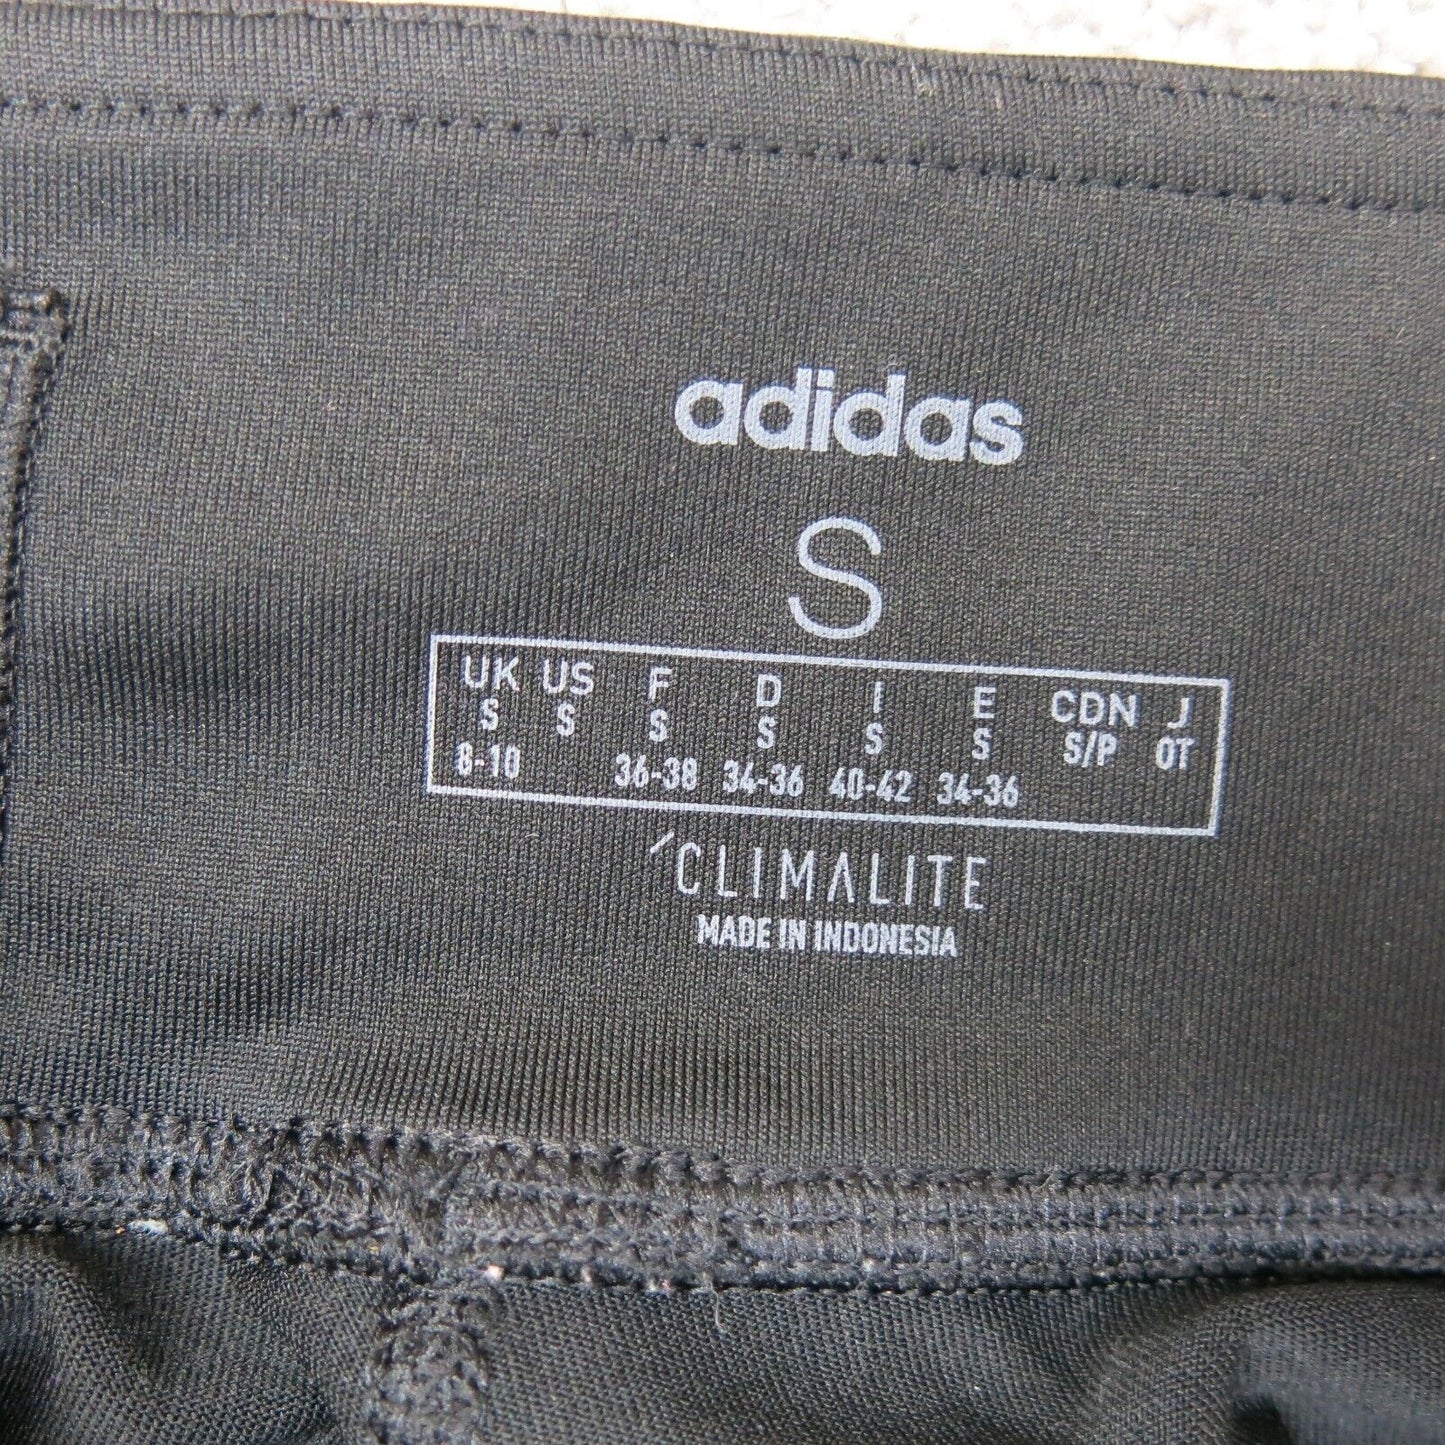 adidas
S
UK US F D I E CDN J
S S S S S S S/P OT
8-10 36-38 34-36 40-42 34-36
CLIMALITE
MADE IN INDONESIA